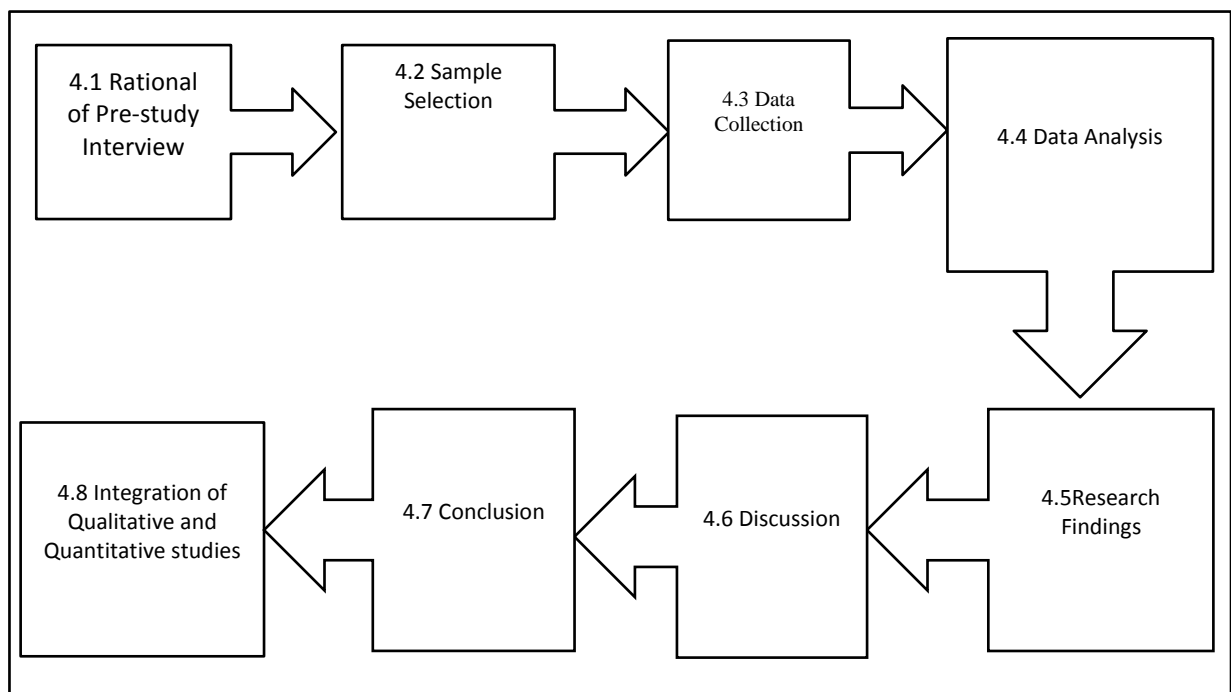 4.1 Rational
of Pre-study
Interview
4.2 Sample
Selection
4.3 Data
Collection
4.4 Data Analysis
4.5Research
Findings
4.6 Discussion
4.7 Conclusion
4.8 Integration of
Qualitative and
Quantitative studies